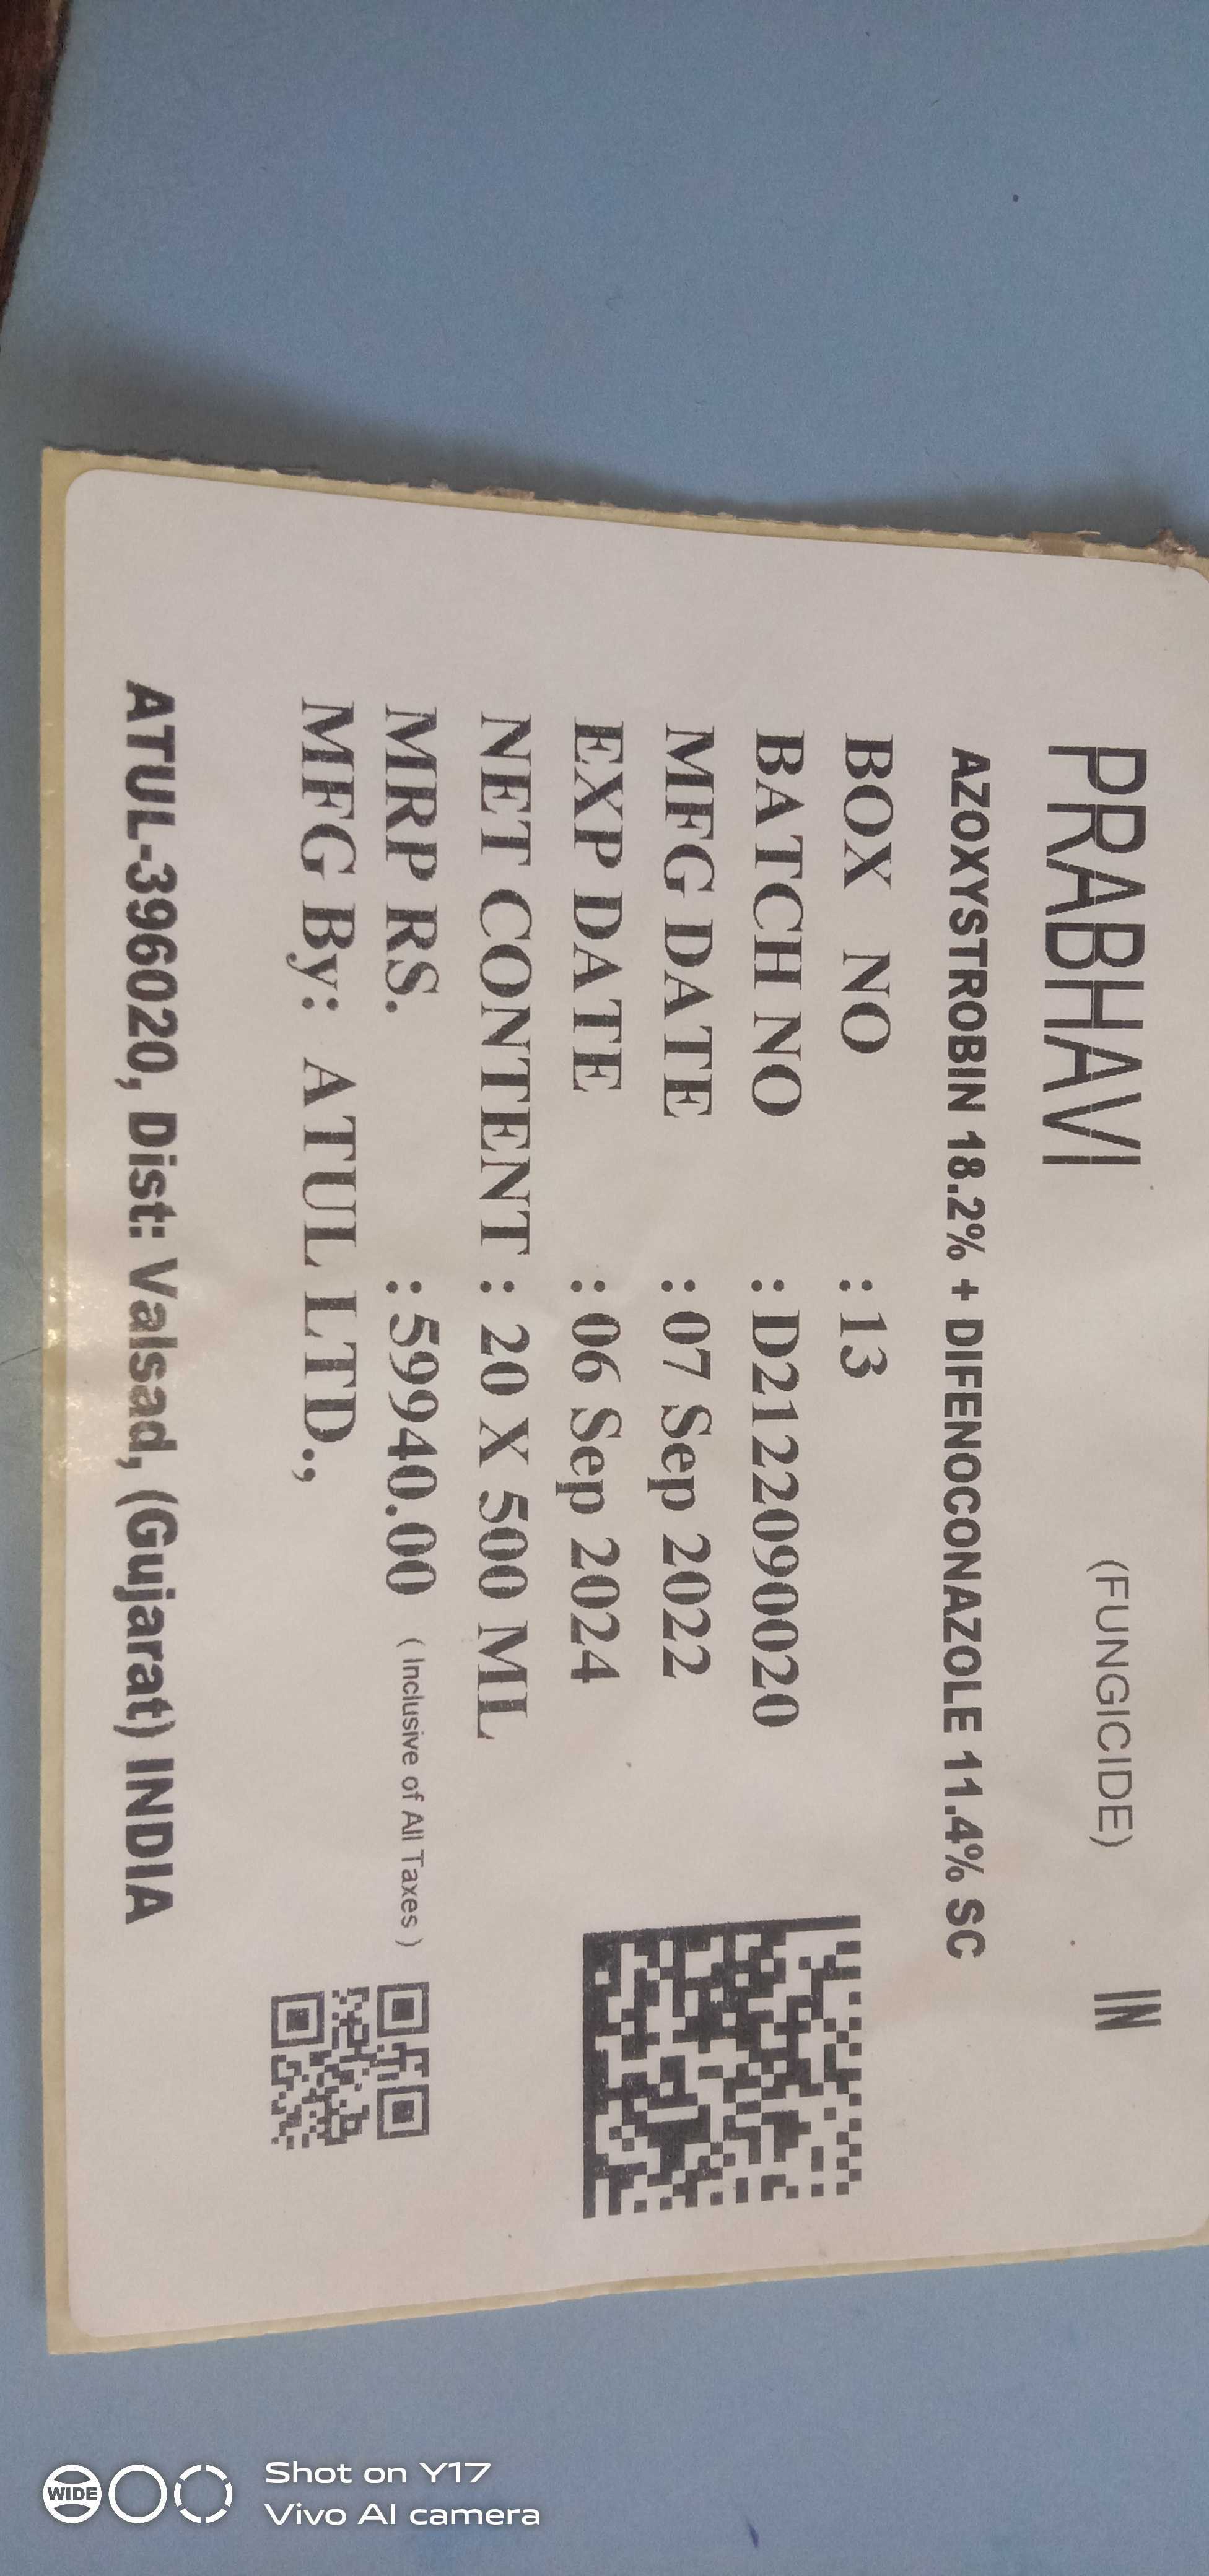 PRABHAVI (FUNGICIDE) IN
AZOXYSTROBIN 18.2% + DIFENOCONAZOLE 11.4% SC
BOX NO : 13
BATCH NO : D2122090020
MFG DATE : 07 Sep 2022
EXP DATE : 06 Sep 2024
NET CONTENT : 20 X 500 ML
MRP RS. : 59940.00 ( Inclusive of All Taxes )
MFG By: ATUL LTD.,
ATUL-396020, Dist: Valsad, (Gujarat) INDIA
WIDE
Shot on Y17
Vivo AI camera